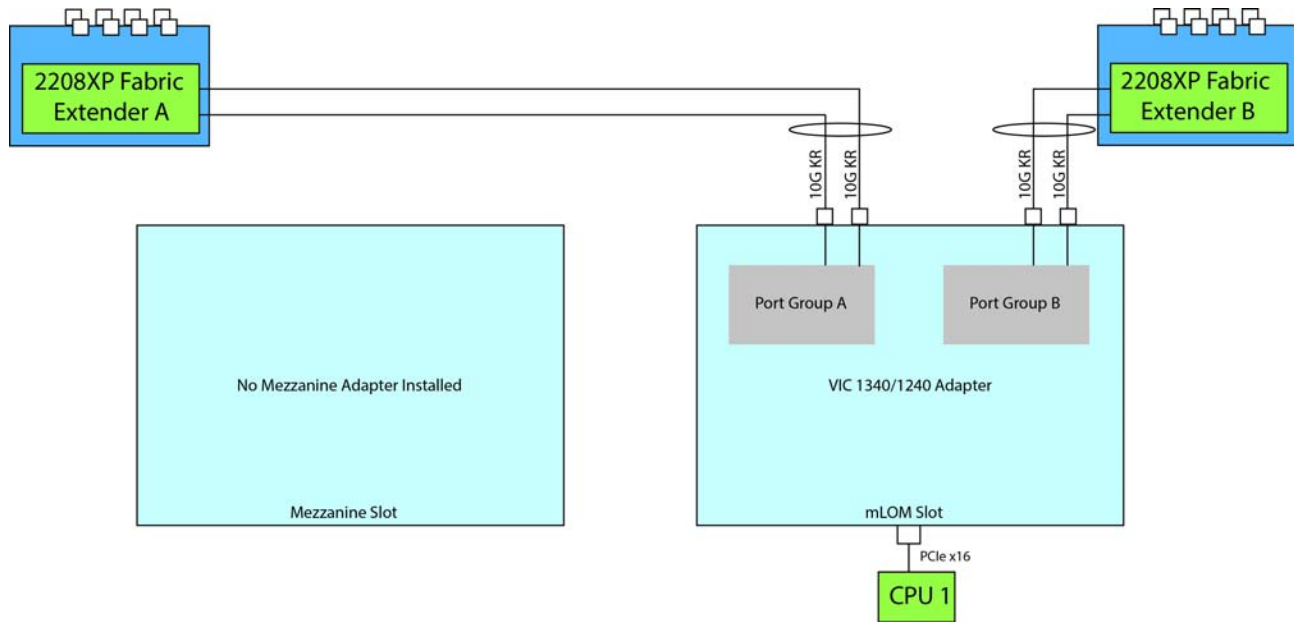 2208XP Fabric
Extender A
2208XP Fabric
Extender B
10G KR
10G KR
10G KR
10G KR
Port Group A
Port Group B
No Mezzanine Adapter Installed
VIC 1340/1240 Adapter
Mezzanine Slot
mLOM Slot
PCIe x16
CPU 1